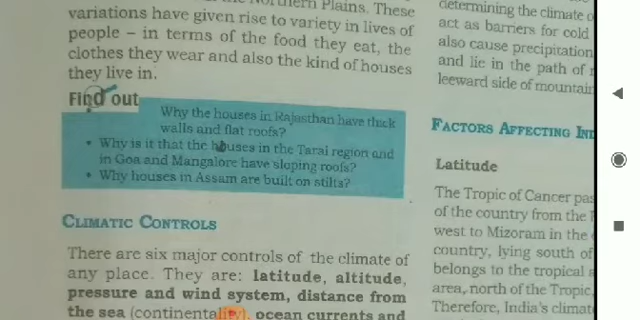 Northern Plains. These
variations have given rise to variety in lives of
people – in terms of the food they eat, the
clothes they wear and also the kind of houses
they live in.
Find out
Why the houses in Rajasthan have thick
walls and flat roofs?
• Why is it that the houses in the Tarai region and
in Goa and Mangalore have sloping roofs?
• Why houses in Assam are built on stilts?
CLIMATIC CONTROLS
There are six major controls of the climate of
any place. They are: latitude, altitude,
pressure and wind system, distance from
the sea (continentality), ocean currents and
determining the climate
act as barriers for cold
also cause precipitation
and lie in the path of
leeward side of mountain
FACTORS AFFECTING
Latitude
The Tropic of Cancer
of the country from the
west to Mizoram in the
country, lying south of
belongs to the tropical
area, north of the Tropic,
Therefore, India's